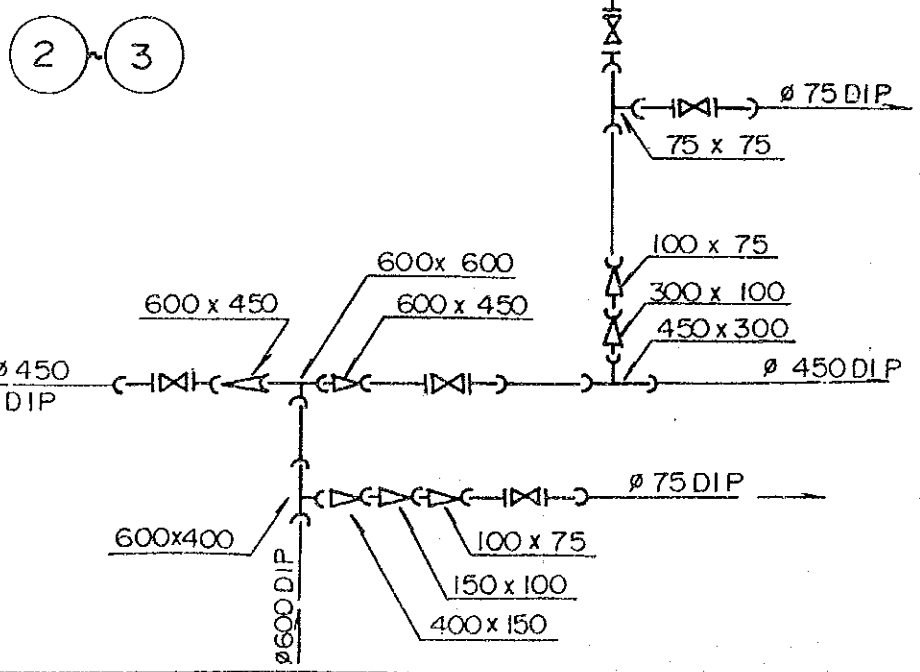 2 ~ 3
ø 75 DIP
75 x 75
100 x 75
600 x 600
300 x 100
600 x 450
600 x 450
450 x 300
ø 450
DIP
ø 450 DIP
ø 75 DIP
600x400
100 x 75
150 x 100
400 x 150
ø600 DIP